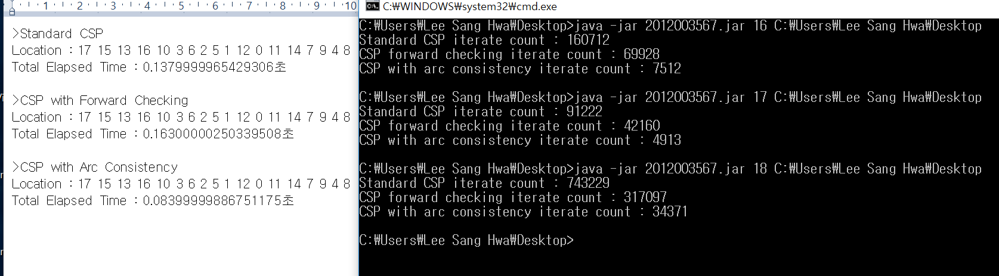 1 2 3 4 5 6 7 8 9 10
>Standard CSP
Location : 17 15 13 16 10 3 6 2 5 1 12 0 11 14 7 9 4 8
Total Elapsed Time : 0.1379999965429306초
>CSP with Forward Checking
Location : 17 15 13 16 10 3 6 2 5 1 12 0 11 14 7 9 4 8
Total Elapsed Time : 0.16300000250339508초
>CSP with Arc Consistency
Location : 17 15 13 16 10 3 6 2 5 1 12 0 11 14 7 9 4 8
Total Elapsed Time : 0.08399999886751175초
C:\ C:₩WINDOWS₩system32₩cmd.exe
C:₩Users₩Lee Sang Hwa₩Desktop>java -jar 2012003567.jar 16 C:₩Users₩Lee Sang Hwa₩Desktop
Standard CSP iterate count : 160712
CSP forward checking iterate count : 69928
CSP with arc consistency iterate count : 7512
C:₩Users₩Lee Sang Hwa₩Desktop>java -jar 2012003567.jar 17 C:₩Users₩Lee Sang Hwa₩Desktop
Standard CSP iterate count : 91222
CSP forward checking iterate count : 42160
CSP with arc consistency iterate count : 4913
C:₩Users₩Lee Sang Hwa₩Desktop>java -jar 2012003567.jar 18 C:₩Users₩Lee Sang Hwa₩Desktop
Standard CSP iterate count : 743229
CSP forward checking iterate count : 317097
CSP with arc consistency iterate count : 34371
C:₩Users₩Lee Sang Hwa₩Desktop>